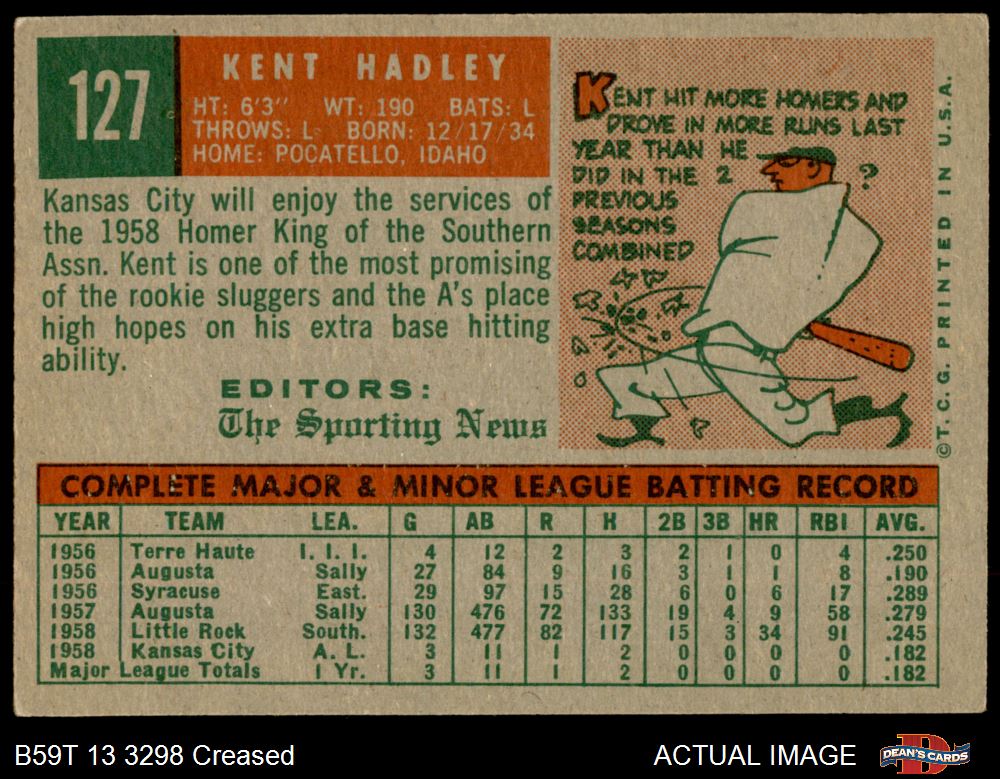 127
KENT HADLEY
HT: 6'3" WT: 190 BATS: L
THROWS: L BORN: 12/17/34
HOME: POCATELLO, IDAHO
Kansas City will enjoy the services of
the 1958 Homer King of the Southern
Assn. Kent is one of the most promising
of the rookie sluggers and the A's place
high hopes on his extra base hitting
ability.
EDITORS:
The Sporting News
KENT HIT MORE HOMERS AND
DROVE IN MORE RUNS LAST
YEAR THAN HE
DID IN THE 2
PREVIOUS
SEASONS
COMBINED
?
© T. C. G. PRINTED IN U.S.A.
COMPLETE MAJOR & MINOR LEAGUE BATTING RECORD
YEAR TEAM LEA. G AB R H 2B 3B HR RBI AVG.
1956 Terre Haute I. I. I. 4 12 2 3 2 1 0 4 .250
1956 Augusta Sally 27 84 9 16 3 1 1 8 .190
1956 Syracuse East. 29 97 15 28 6 0 6 17 .289
1957 Augusta Sally 130 476 72 133 19 4 9 58 .279
1958 Little Rock South. 132 477 82 117 15 3 34 91 .245
1958 Kansas City A. L. 3 11 1 2 0 0 0 0 .182
Major League Totals 1 Yr. 3 11 1 2 0 0 0 0 .182
B59T 13 3298 Creased
ACTUAL IMAGE
DEAN'S CARDS